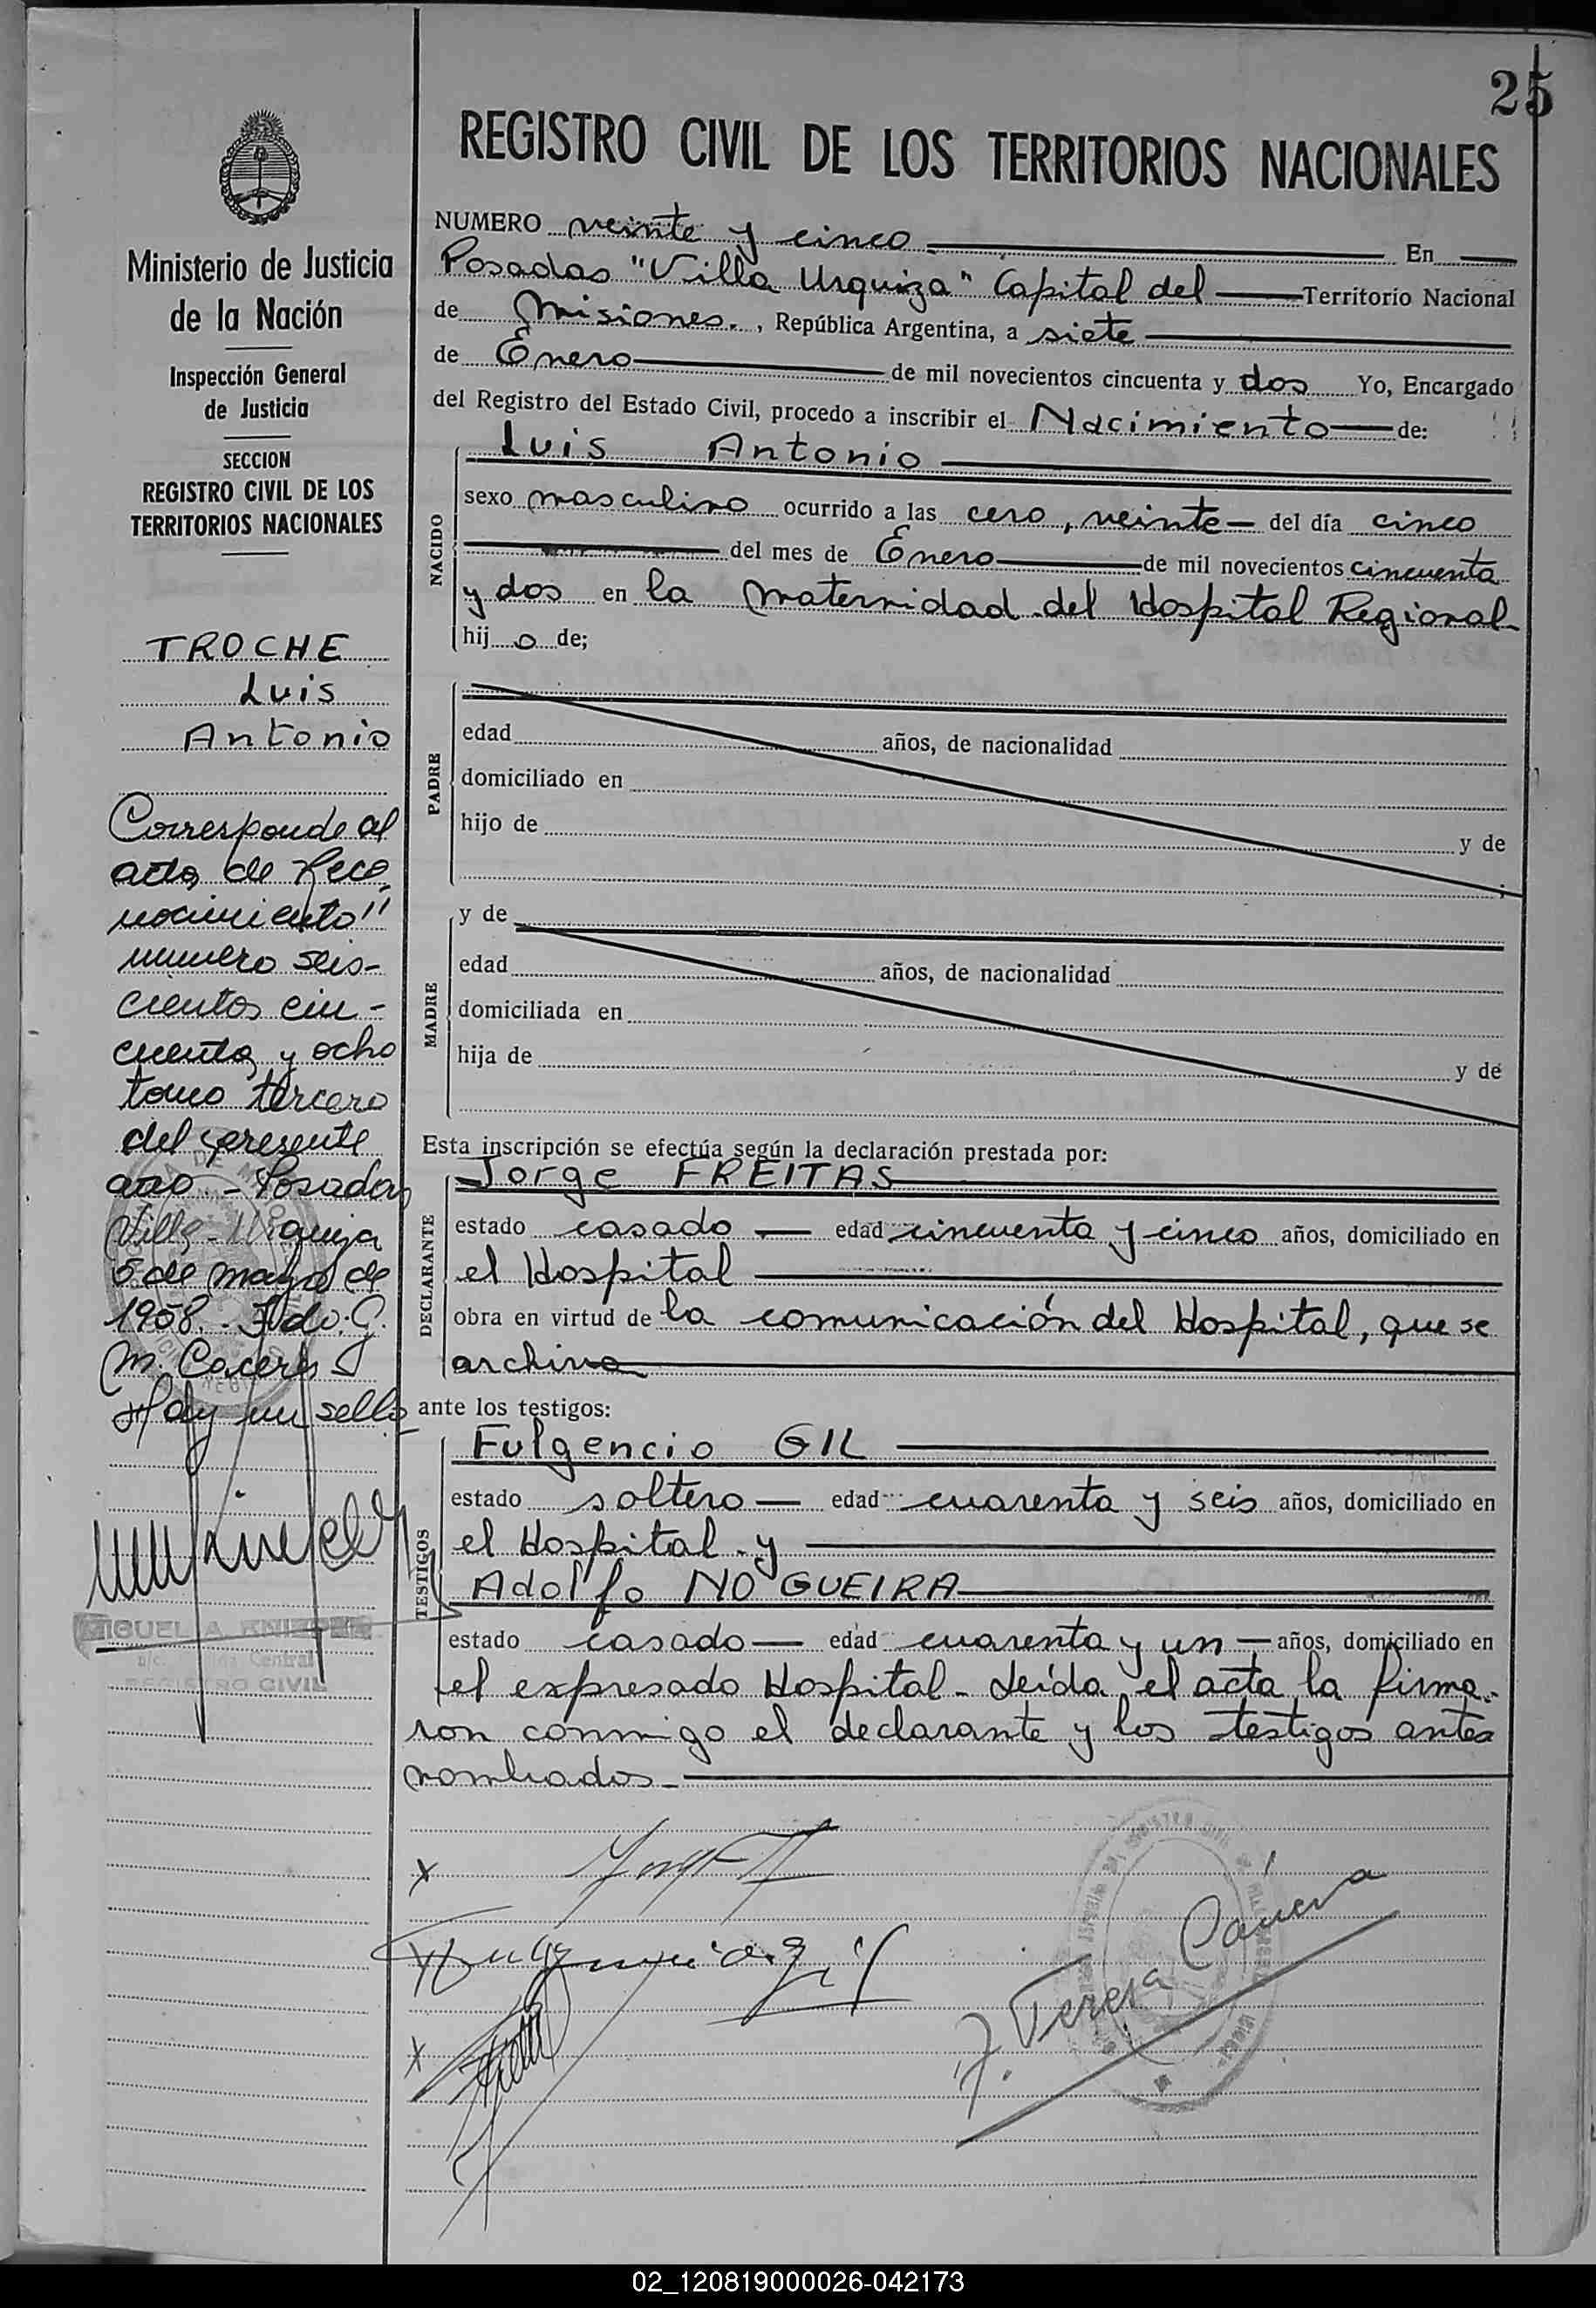 25
REGISTRO CIVIL DE LOS TERRITORIOS NACIONALES
Ministerio de Justicia
de la Nación
Inspección General
de Justicia
SECCION
REGISTRO CIVIL DE LOS
TERRITORIOS NACIONALES
TROCHE
Luis
Antonio
Corresponde al
acta de Reco
nocimiento"
numero seis-
cientos cin-
cuenta y ocho
tomo tercero
del presente
año - Posadas
Villa Urquiza
5 de mayo de
1958. - Fdo: G.
M. Caceres
Hay un sello
MIGUEL A. KNIEPER
REGISTRO CIVIL
NUMERO veinte y cinco En
Posadas "Villa Urquiza" Capital del Territorio Nacional
de Misiones. , República Argentina, a siete
de Enero de mil novecientos cincuenta y dos Yo, Encargado
del Registro del Estado Civil, procedo a inscribir el Nacimiento de:
NACIDO
Luis Antonio
sexo masculino ocurrido a las cero, veinte del día cinco
del mes de Enero de mil novecientos cincuenta
y dos en la Maternidad del Hospital Regional
hij o de;
PADRE
edad años, de nacionalidad
domiciliado en
hijo de y de
MADRE
y de
edad años, de nacionalidad
domiciliada en
hija de y de
Esta inscripción se efectúa según la declaración prestada por:
DECLARANTE
Jorge FREITAS
estado casado edad cincuenta y cinco años, domiciliado en
el Hospital
obra en virtud de la comunicación del Hospital, que se
archiva
ante los testigos:
TESTIGOS
Fulgencio GIL
estado soltero edad cuarenta y seis años, domiciliado en
el Hospital y
Adolfo NOGUEIRA
estado casado edad cuarenta y un años, domiciliado en
el expresado Hospital - Leída el acta la firma-
ron conmigo el declarante y los testigos antes
nombrados
Fulgencio Gil
J. Teresa Cáneva
02_120819000026-042173